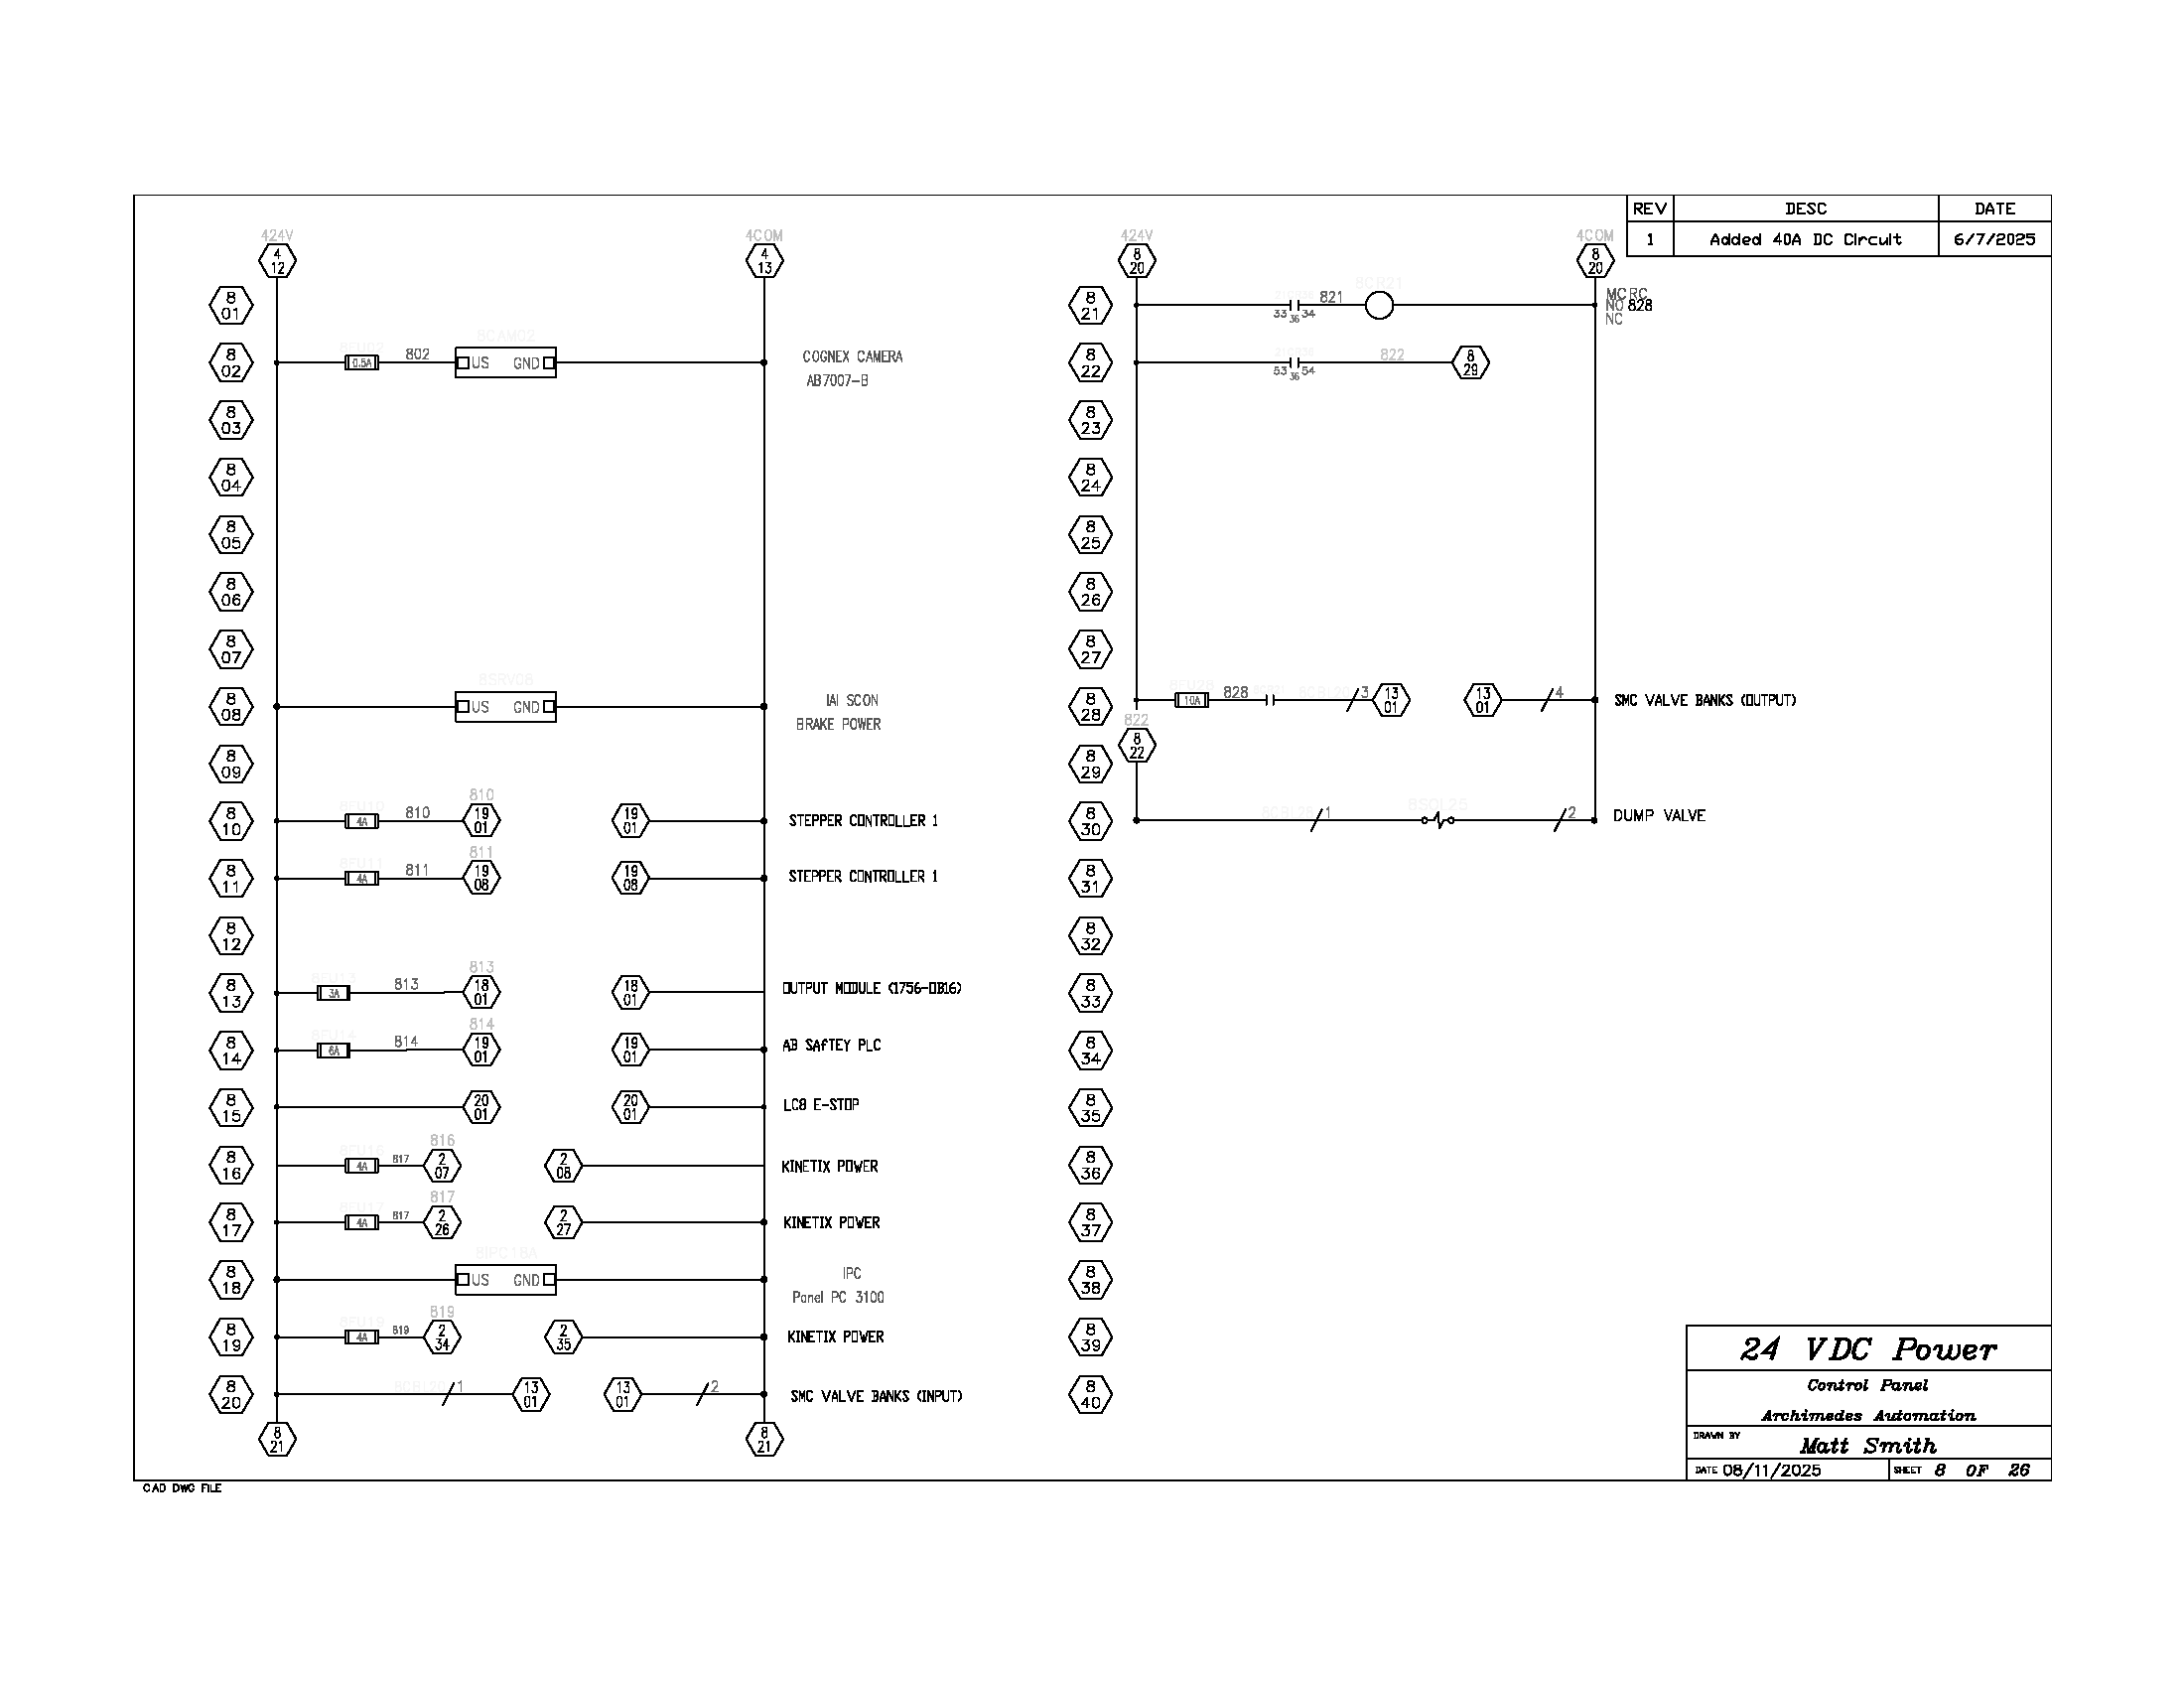 REV DESC DATE
1 Added 40A DC Circuit 6/7/2025
424V 4COM
4 12
4 13
8 01
8 02 8FU02 0.5A 802 8CAM02 US GND COGNEX CAMERA
AB7007-B
8 03
8 04
8 05
8 06
8 07
8 08 8SRV08 US GND IAI SCON
BRAKE POWER
8 09
810
8 10 8FU10 4A 810 19 01 19 01 STEPPER CONTROLLER 1
811
8 11 8FU11 4A 811 19 08 19 08 STEPPER CONTROLLER 1
8 12
813
8 13 8FU13 3A 813 18 01 18 01 OUTPUT MODULE (1756-OB16)
814
8 14 8FU14 6A 814 19 01 19 01 AB SAfTEY PLC
8 15 20 01 20 01 LC8 E-STOP
816
8 16 8FU16 4A 817 2 07 2 08 KINETIX POWER
817
8 17 4A 817 2 26 2 27 KINETIX POWER
8 18 8IPC18A US GND IPC
Panel PC 3100
819
8 19 8FU19 4A 819 2 34 2 35 KINETIX POWER
8 20 8CBL20 1 13 01 13 01 2 SMC VALVE BANKS (INPUT)
8 21
8 21
424V 4COM
8 20
8 20
8 21 33 36 34 821 8CR21 MCRC
NO 828
NC
8 22 53 36 54 822 8 29
8 23
8 24
8 25
8 26
8 27
8 28 8FU28 10A 828 3 13 01 13 01 4 SMC VALVE BANKS (OUTPUT)
822
8 22
8 29
8 30 1 2 DUMP VALVE
8 31
8 32
8 33
8 34
8 35
8 36
8 37
8 38
8 39
8 40
24 VDC Power
Control Panel
Archimedes Automation
DRAWN BY Matt Smith
DATE 08/11/2025 SHEET 8 OF 26
CAD DWG FILE